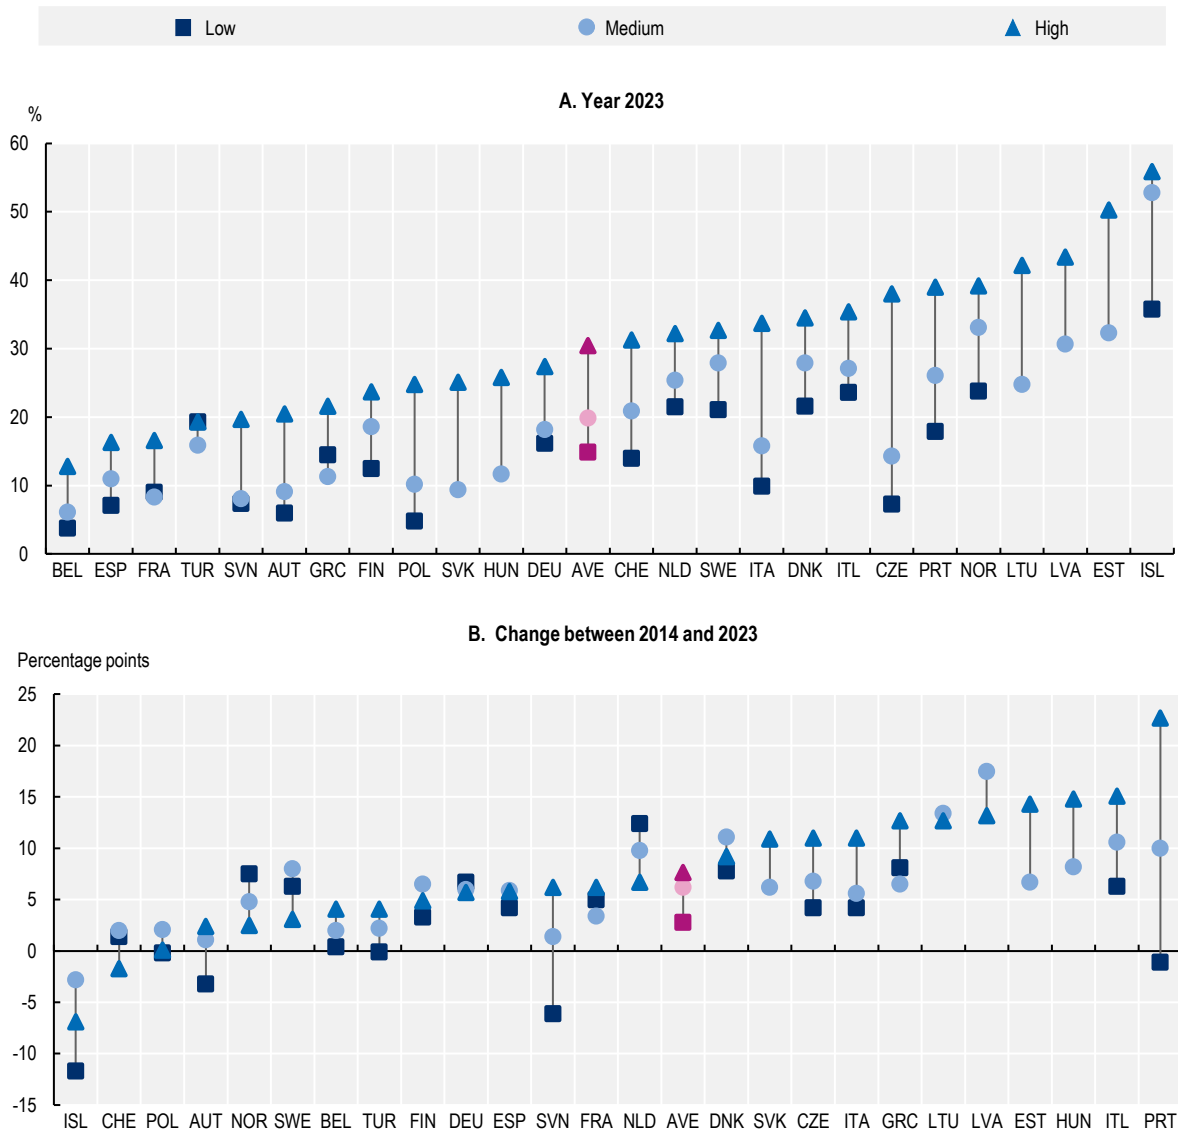 Low Medium High
A. Year 2023
%
60
50
40
30
20
10
0
BEL ESP FRA TUR SVN AUT GRC FIN POL SVK HUN DEU AVE CHE NLD SWE ITA DNK ITL CZE PRT NOR LTU LVA EST ISL
B. Change between 2014 and 2023
Percentage points
25
20
15
10
5
0
-5
-10
-15
ISL CHE POL AUT NOR SWE BEL TUR FIN DEU ESP SVN FRA NLD AVE DNK SVK CZE ITA GRC LTU LVA EST HUN ITL PRT